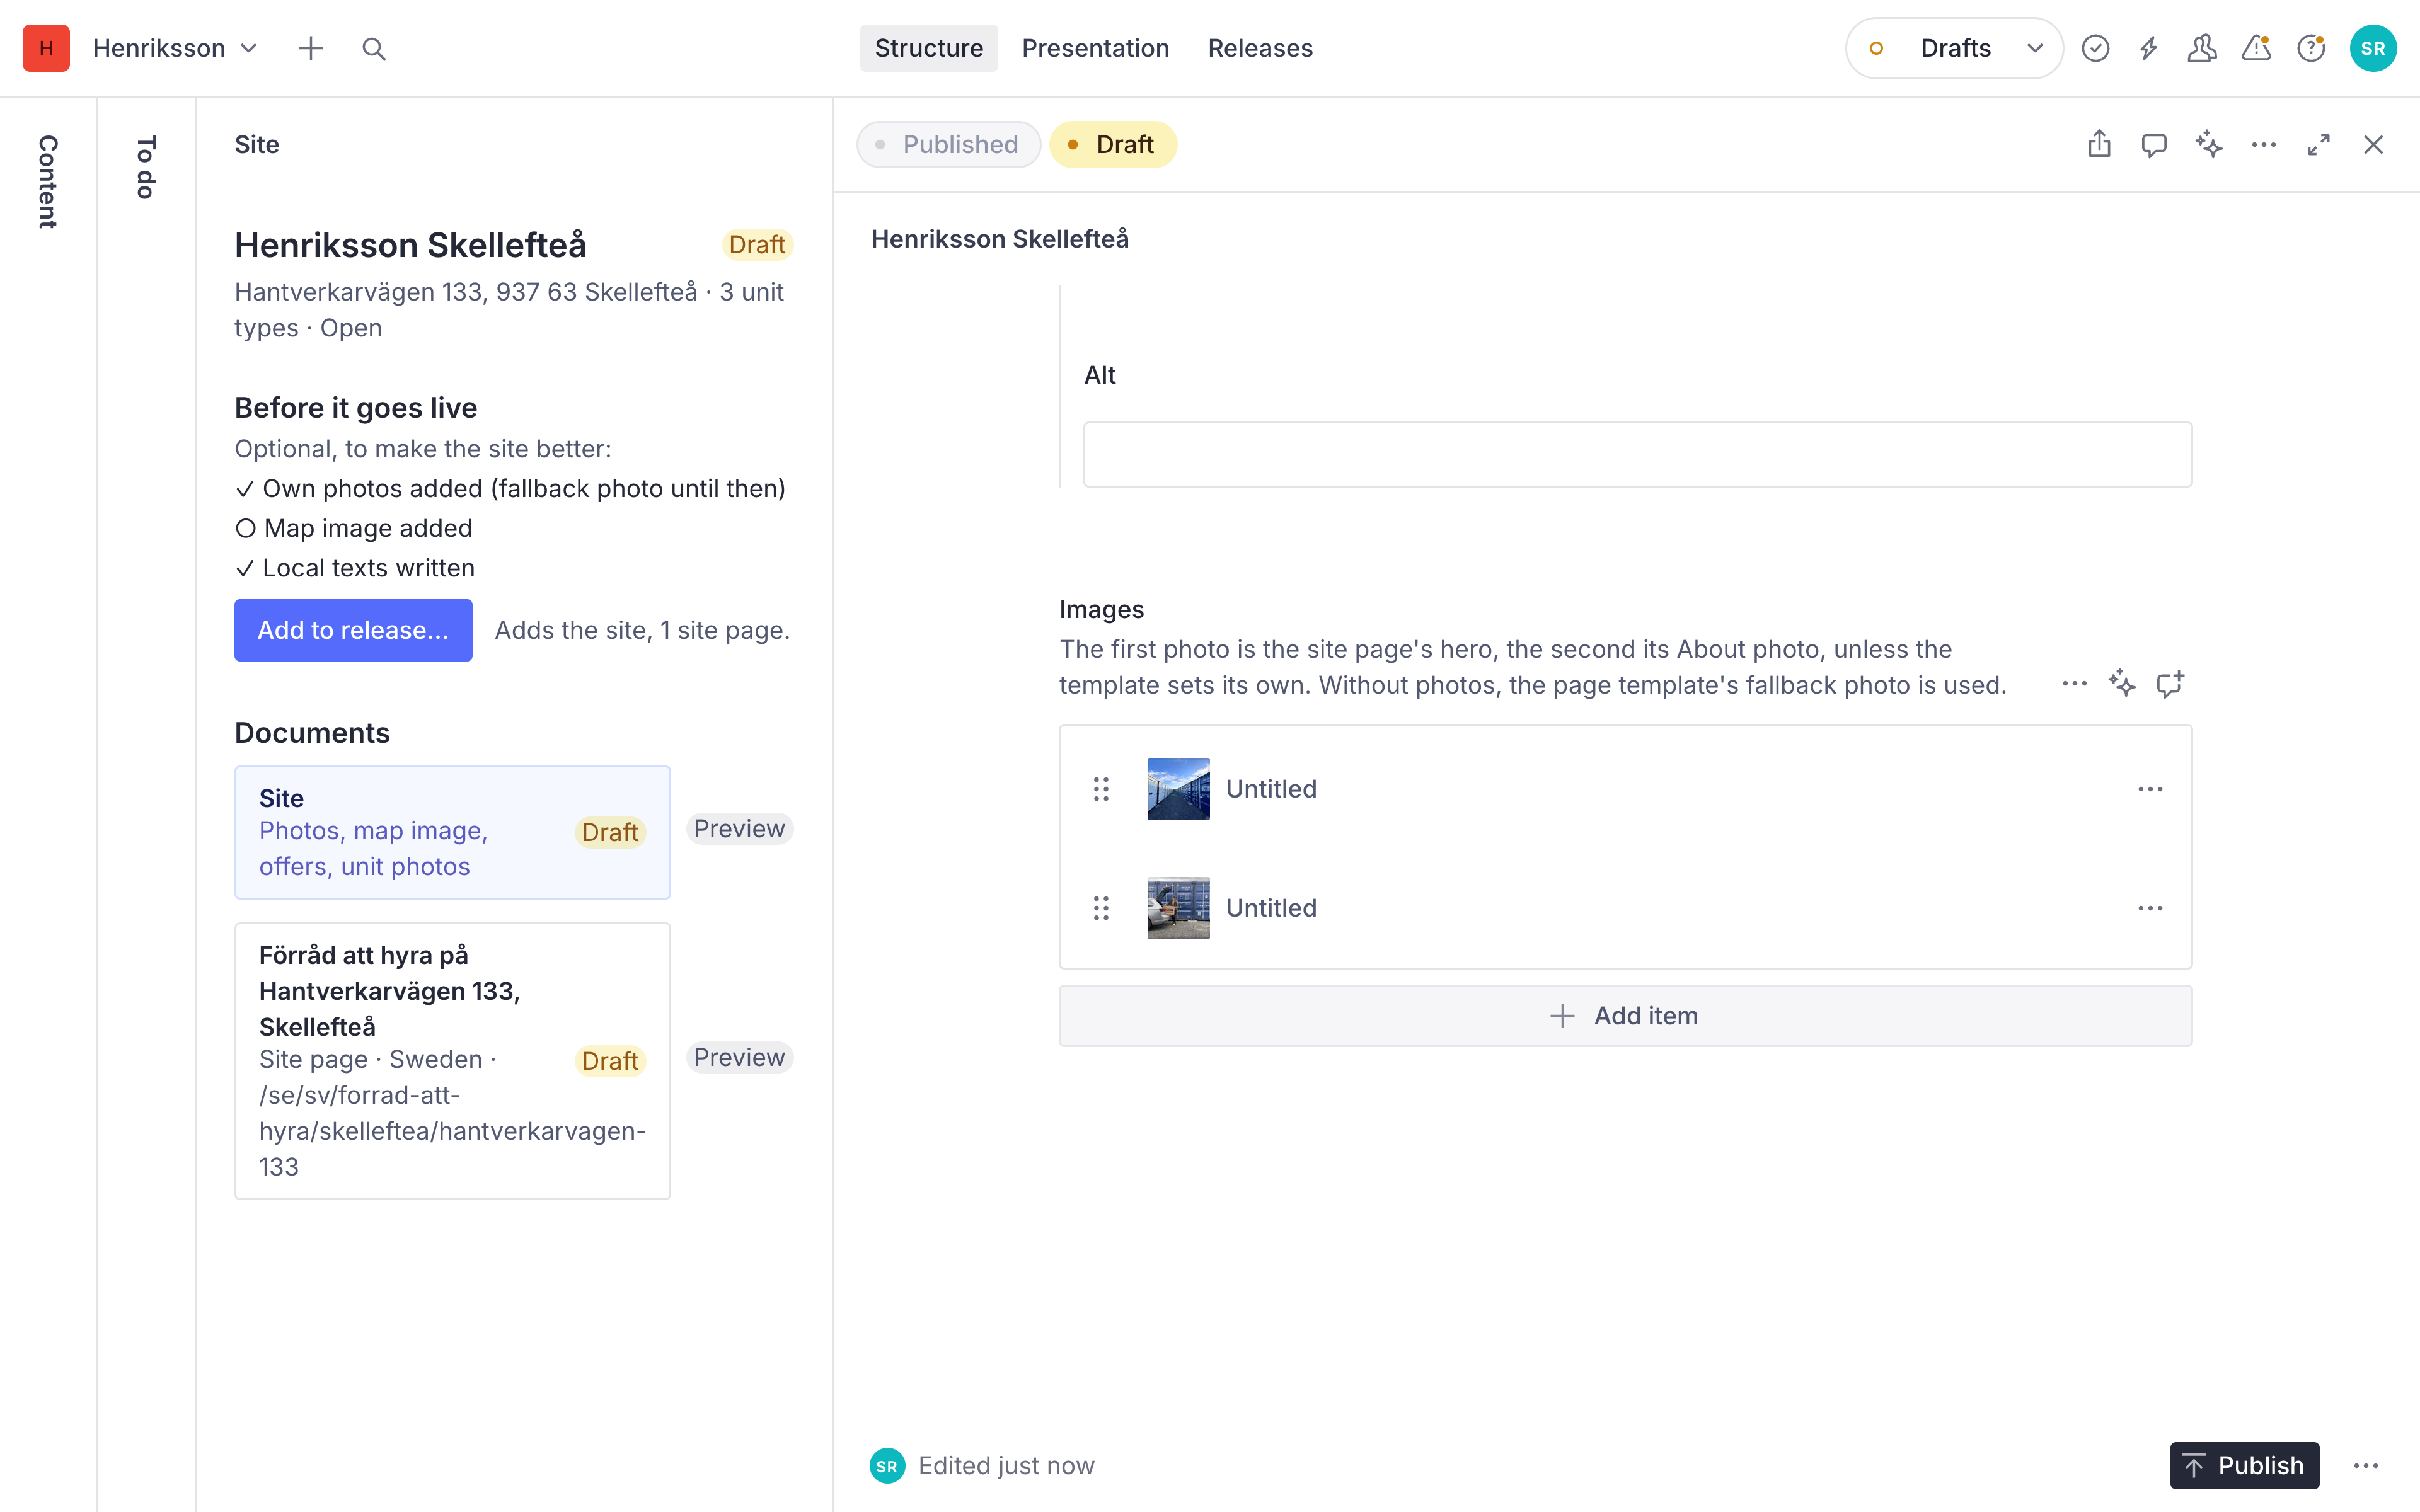 H Henriksson
Structure Presentation Releases
Drafts
SR
Content
To do
Site
Henriksson Skellefteå Draft
Hantverkarvägen 133, 937 63 Skellefteå · 3 unit
types · Open
Before it goes live
Optional, to make the site better:
✓ Own photos added (fallback photo until then)
○ Map image added
✓ Local texts written
Add to release... Adds the site, 1 site page.
Documents
Site
Photos, map image,
offers, unit photos
Draft
Preview
Förråd att hyra på
Hantverkarvägen 133,
Skellefteå
Site page · Sweden ·
/se/sv/forrad-att-
hyra/skelleftea/hantverkarvagen-
133
Draft
Preview
Published Draft
Henriksson Skellefteå
Alt
Images
The first photo is the site page's hero, the second its About photo, unless the
template sets its own. Without photos, the page template's fallback photo is used.
Untitled
Untitled
Add item
SR Edited just now
Publish